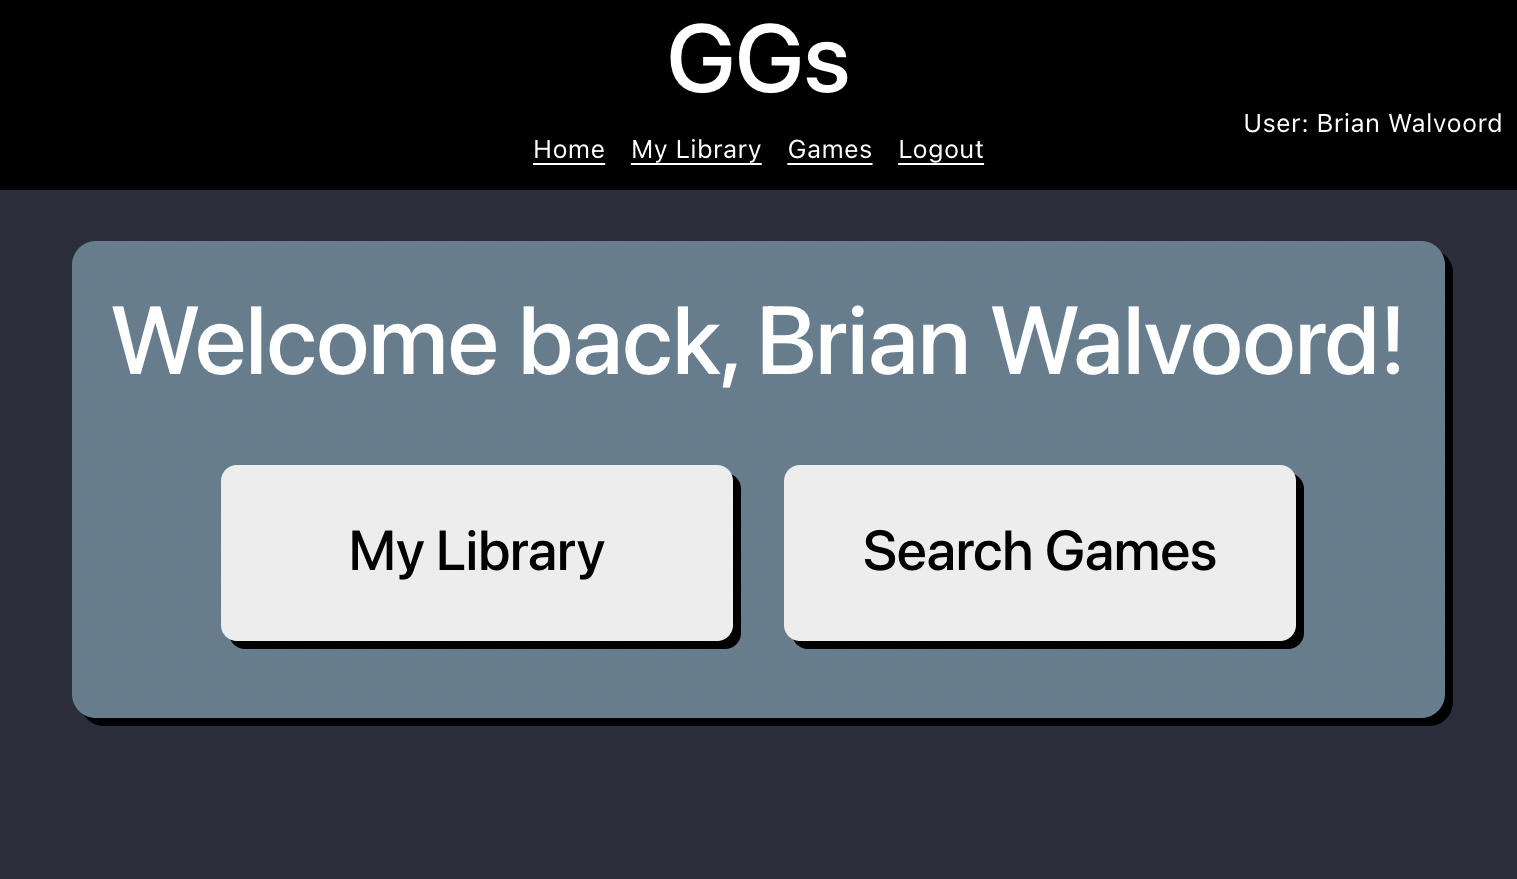 GGs
User: Brian Walvoord
Home My Library Games Logout
Welcome back, Brian Walvoord!
My Library
Search Games